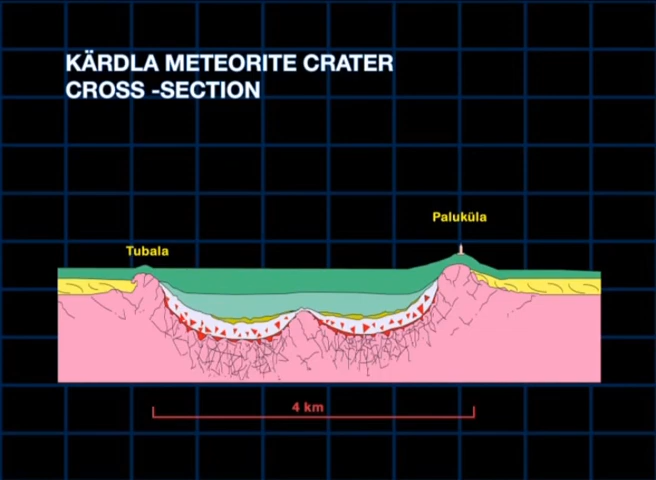 KÄRDLA METEORITE CRATER
CROSS -SECTION
Paluküla
Tubala
4 km